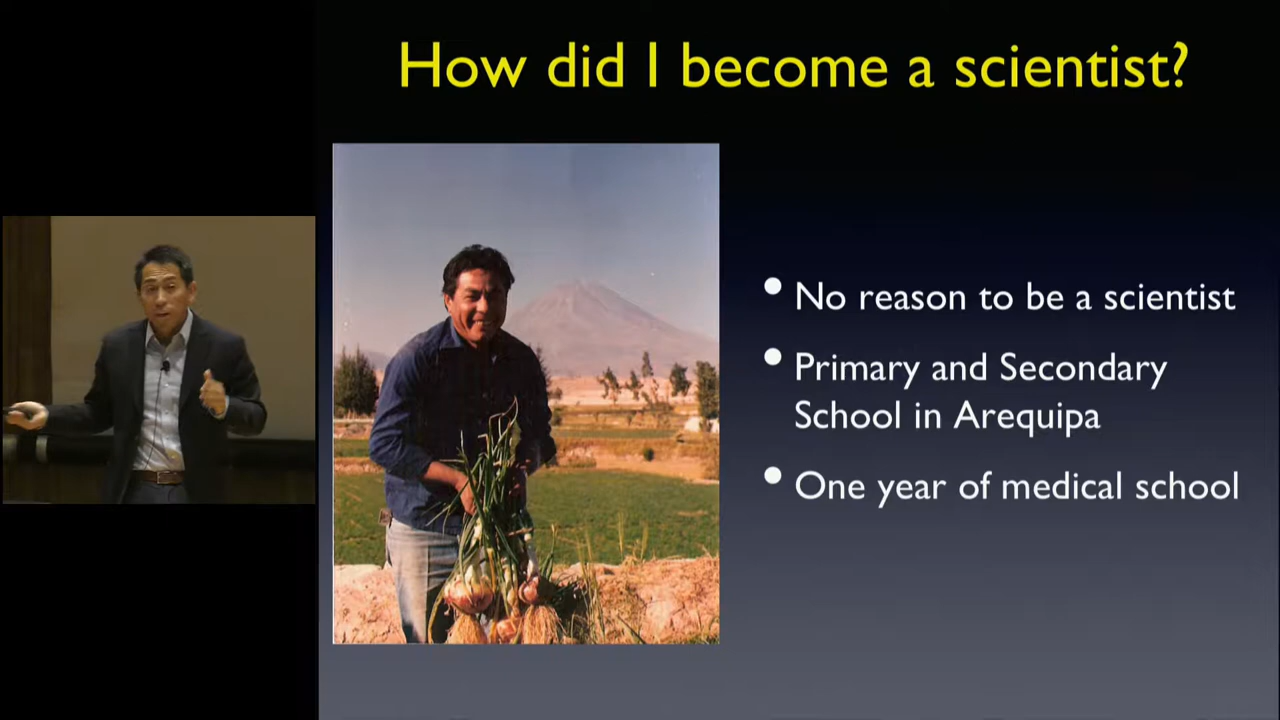 How did I become a scientist?
No reason to be a scientist
Primary and Secondary
School in Arequipa
One year of medical school